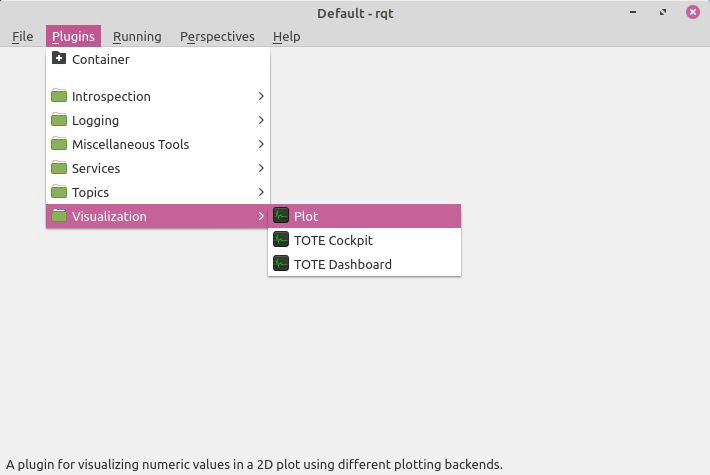 Default - rqt
File Plugins Running Perspectives Help
Container
Introspection
Logging
Miscellaneous Tools
Services
Topics
Visualization
Plot
TOTE Cockpit
TOTE Dashboard
A plugin for visualizing numeric values in a 2D plot using different plotting backends.